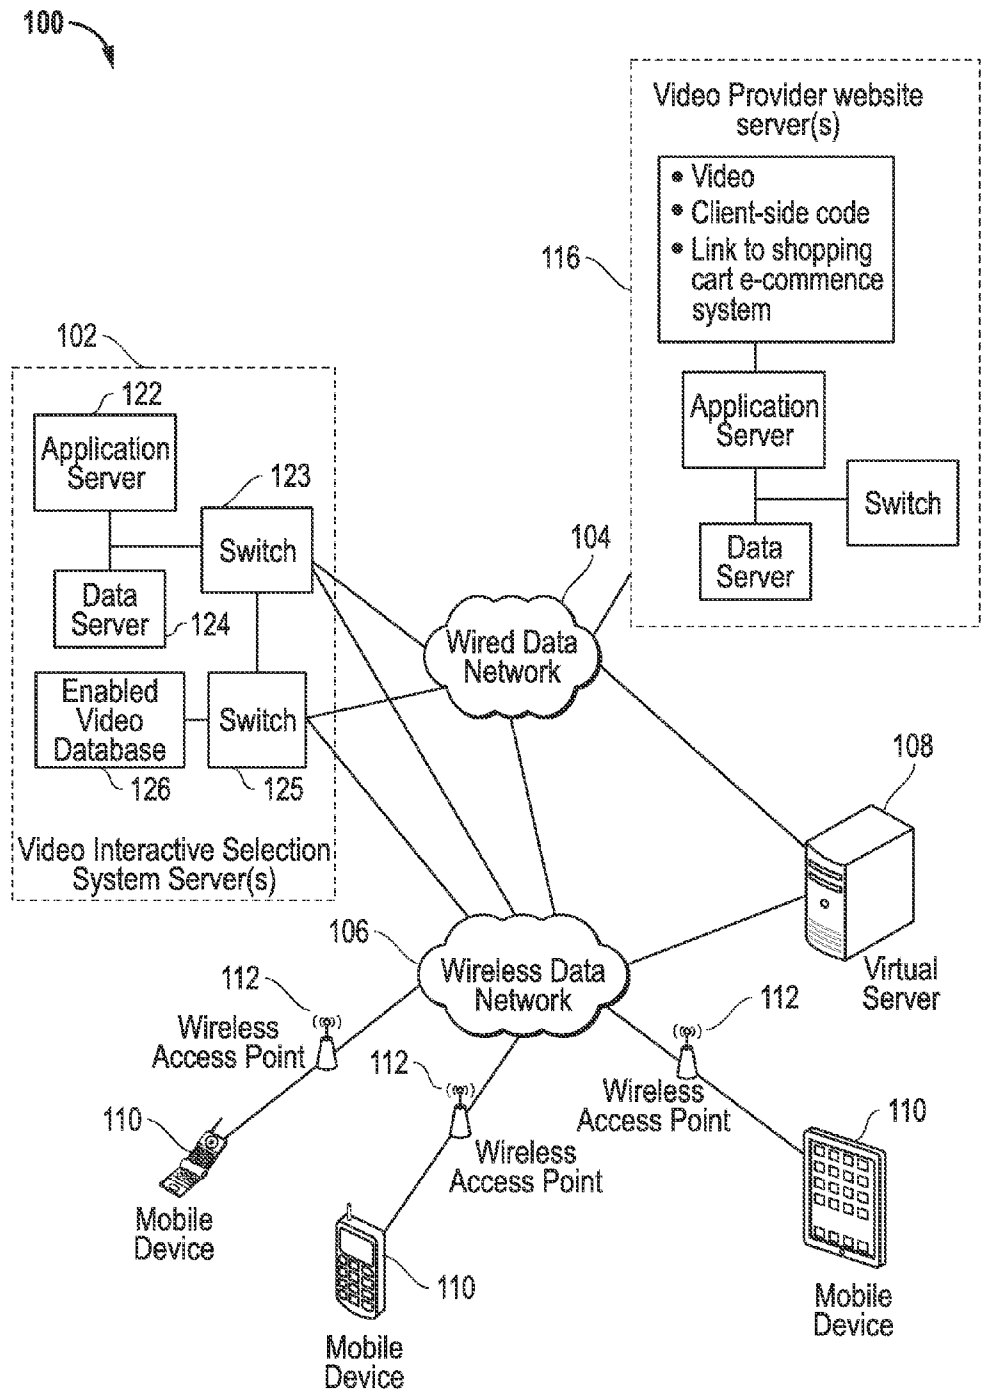 100
Video Provider website
server(s)
• Video
• Client-side code
• Link to shopping
cart e-commence
system
116
Application
Server
Switch
Data
Server
102
122
Application
Server
123
Switch
Data
Server
124
Enabled
Video
Database
126
Switch
125
Video Interactive Selection
System Server(s)
104
Wired Data
Network
108
Virtual
Server
106
Wireless Data
Network
112
Wireless
Access Point
112
Wireless
Access Point
112
Wireless
Access Point
110
Mobile
Device
110
Mobile
Device
110
Mobile
Device